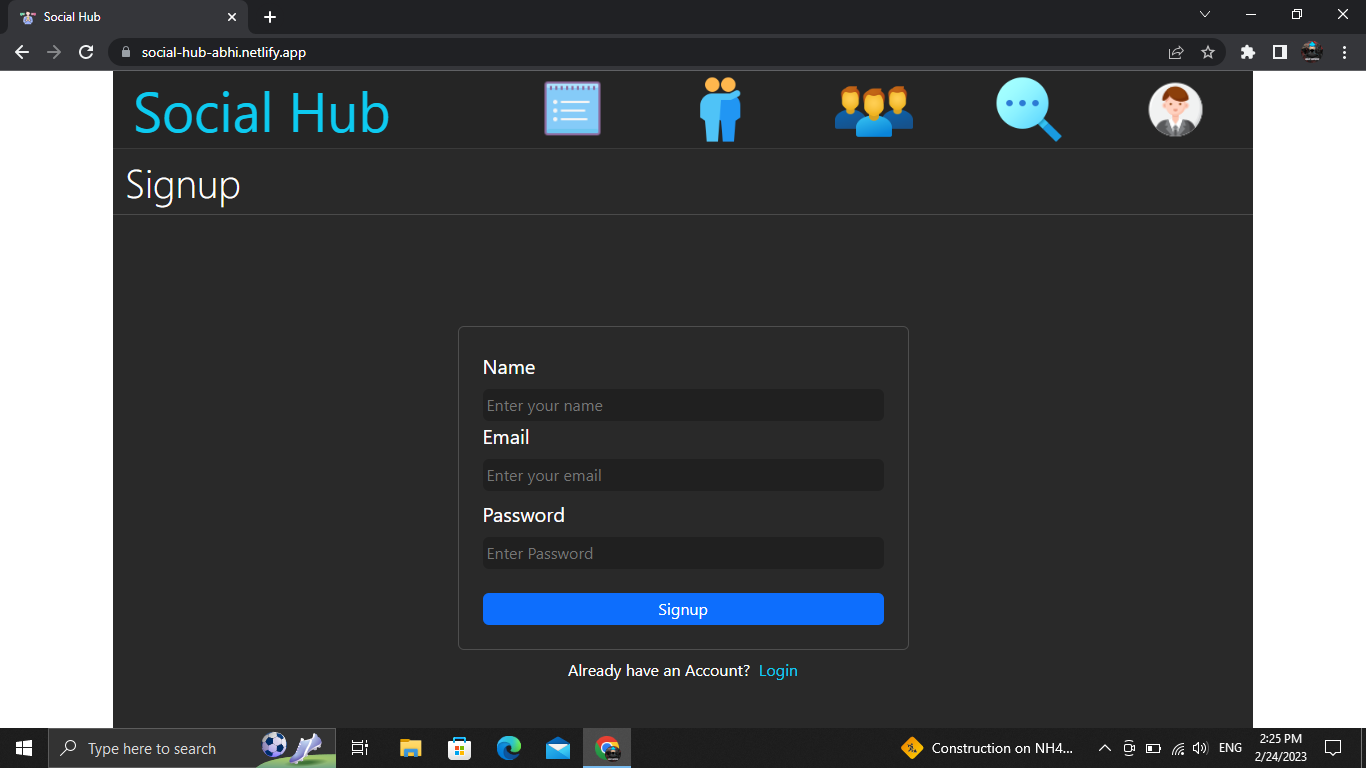 Social Hub
social-hub-abhi.netlify.app
Social Hub
Signup
Name
Enter your name
Email
Enter your email
Password
Enter Password
Signup
Already have an Account? Login
Type here to search
Construction on NH4...
ENG
2:25 PM
2/24/2023